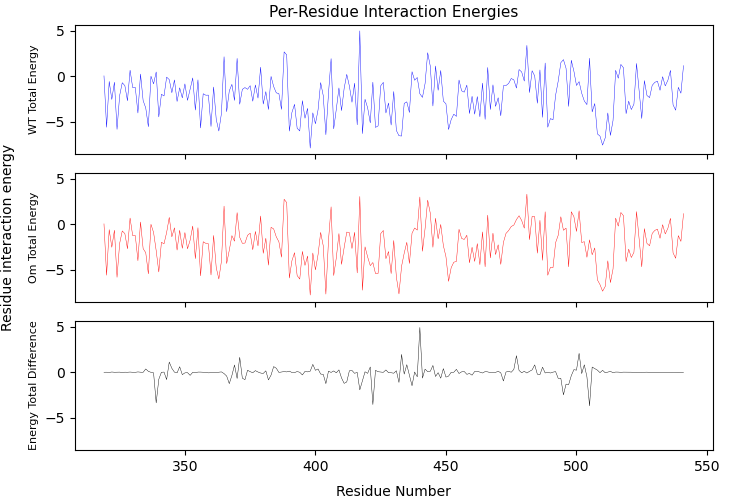 Per-Residue Interaction Energies
Residue interaction energy
WT Total Energy
5
0
−5
Om Total Energy
5
0
−5
Energy Total Difference
5
0
−5
350 400 450 500 550
Residue Number